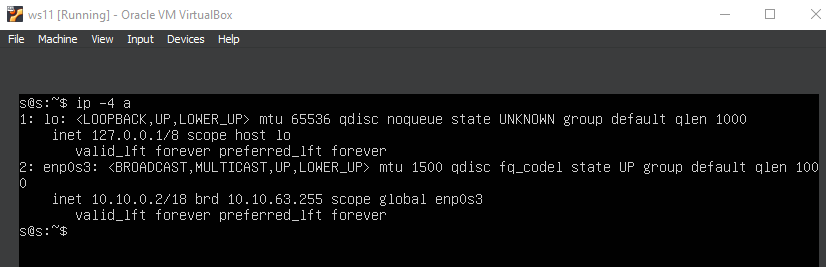 ws11 [Running] - Oracle VM VirtualBox
File Machine View Input Devices Help
s@s:~$ ip -4 a
1: lo: <LOOPBACK,UP,LOWER_UP> mtu 65536 qdisc noqueue state UNKNOWN group default qlen 1000
    inet 127.0.0.1/8 scope host lo
       valid_lft forever preferred_lft forever
2: enp0s3: <BROADCAST,MULTICAST,UP,LOWER_UP> mtu 1500 qdisc fq_codel state UP group default qlen 100
0
    inet 10.10.0.2/18 brd 10.10.63.255 scope global enp0s3
       valid_lft forever preferred_lft forever
s@s:~$